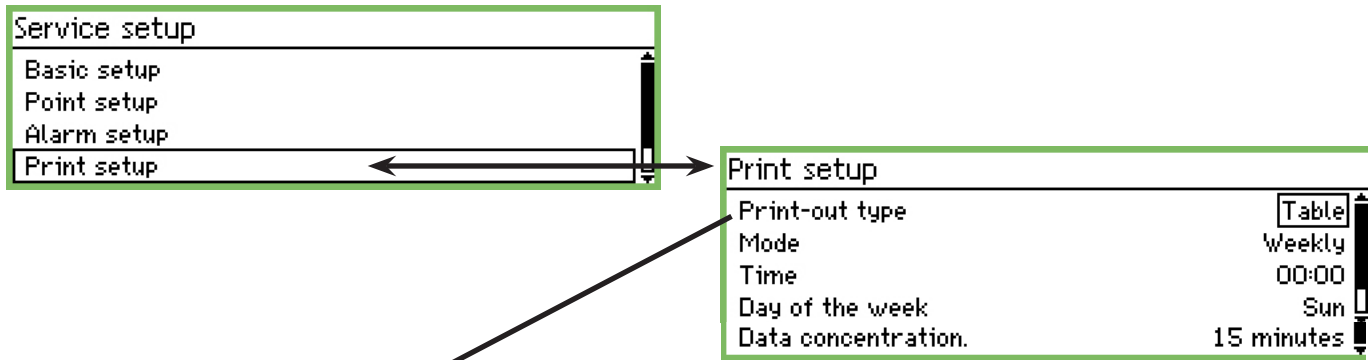 Service setup
Basic setup
Point setup
Alarm setup
Print setup
Print setup
Print-out type Table
Mode Weekly
Time 00:00
Day of the week Sun
Data concentration. 15 minutes